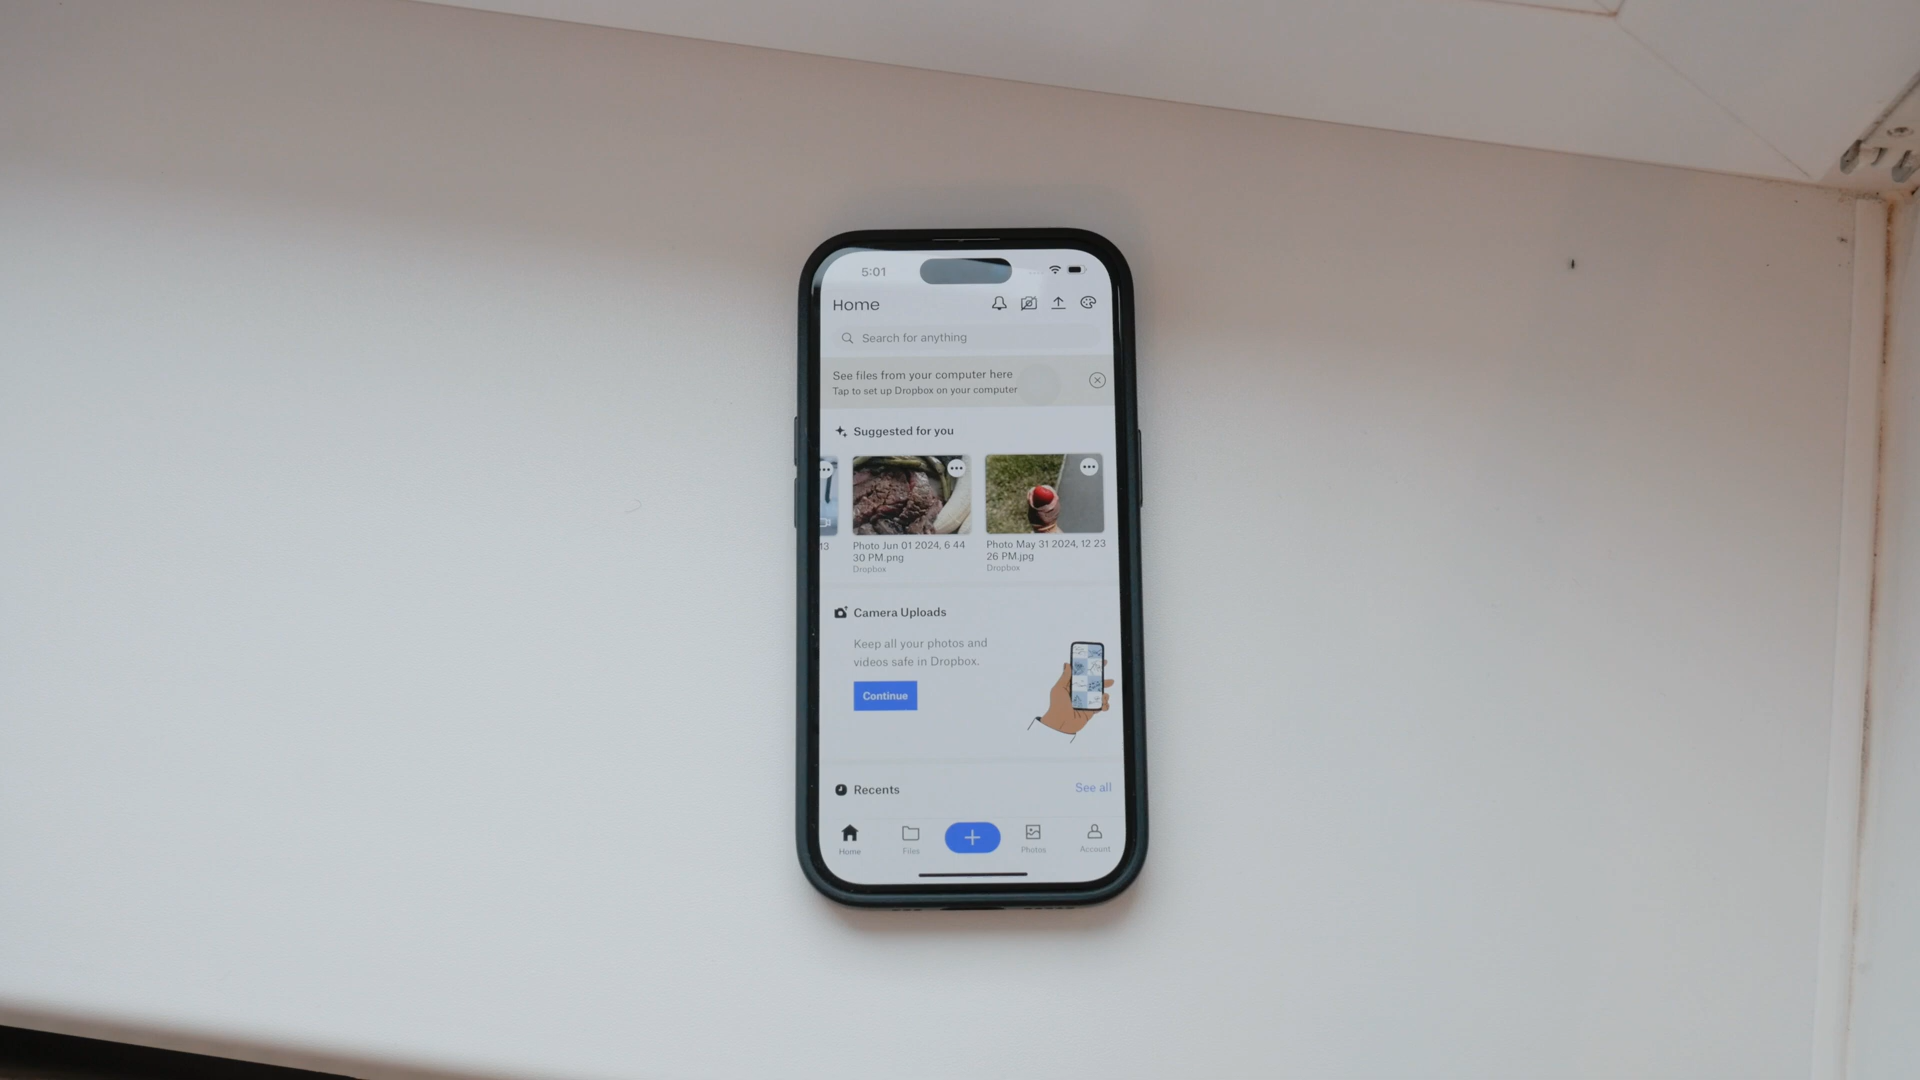 5:01
Home
Search for anything
See files from your computer here
Tap to set up Dropbox on your computer
Suggested for you
13
Photo Jun 01 2024, 6 44
30 PM.png
Dropbox
Photo May 31 2024, 12 23
26 PM.jpg
Dropbox
Camera Uploads
Keep all your photos and
videos safe in Dropbox.
Continue
Recents
See all
Home
Files
Photos
Account